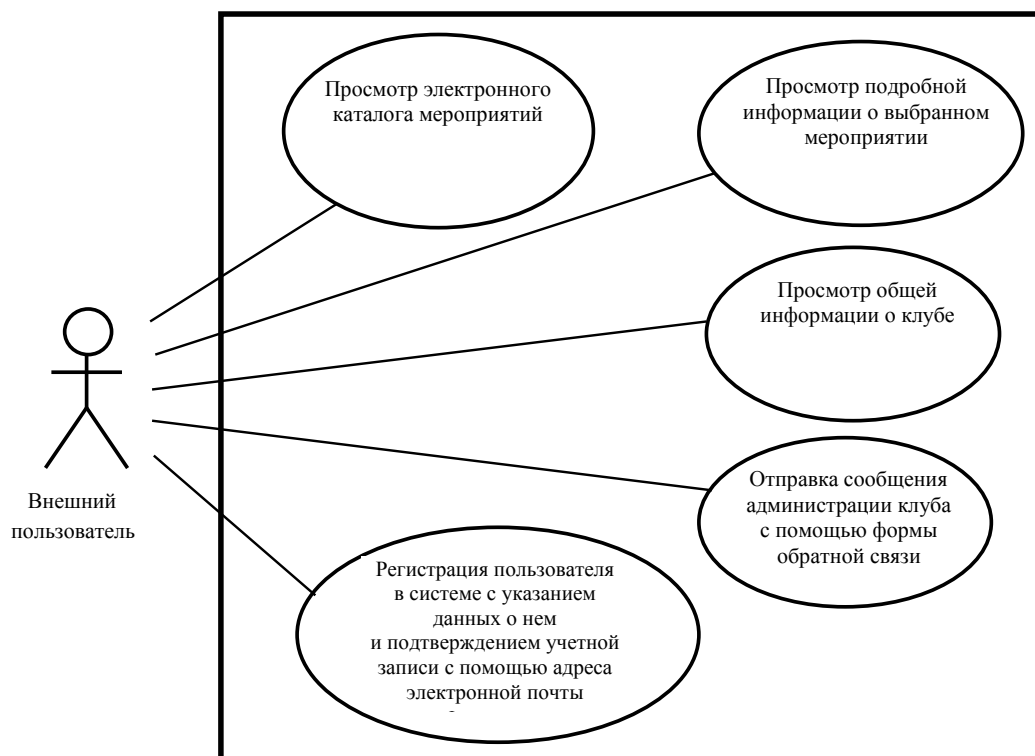 Просмотр электронного
каталога мероприятий
Просмотр подробной
информации о выбранном
мероприятии
Просмотр общей
информации о клубе
Внешний
пользователь
Отправка сообщения
администрации клуба
с помощью формы
обратной связи
Регистрация пользователя
в системе с указанием
данных о нем
и подтверждением учетной
записи с помощью адреса
электронной почты